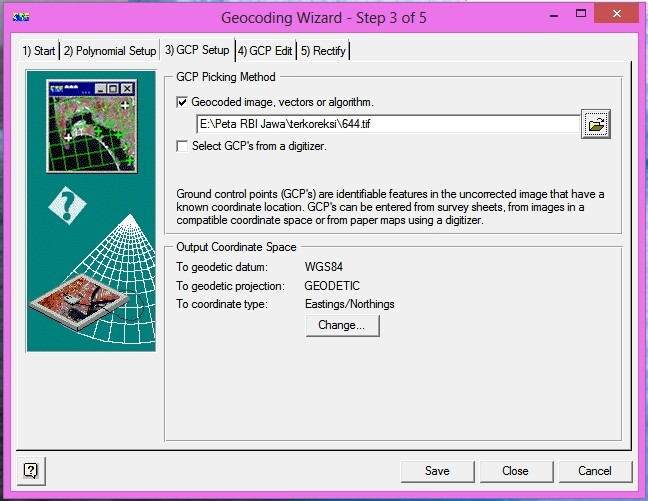 Geocoding Wizard - Step 3 of 5
1) Start 2) Polynomial Setup 3) GCP Setup 4) GCP Edit 5) Rectify
GCP Picking Method
Geocoded image, vectors or algorithm.
E:\Peta RBI Jawa\terkoreksi\644.tif
Select GCP's from a digitizer.
Ground control points (GCP's) are identifiable features in the uncorrected image that have a
known coordinate location. GCP's can be entered from survey sheets, from images in a
compatible coordinate space or from paper maps using a digitizer.
Output Coordinate Space
To geodetic datum: WGS84
To geodetic projection: GEODETIC
To coordinate type: Eastings/Northings
Change...
Save Close Cancel